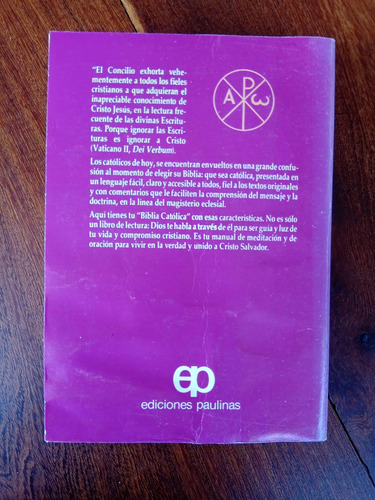 "El Concilio exhorta vehe-
mentemente a todos los fieles
cristianos a que adquieran el
inapreciable conocimiento de
Cristo Jesús, en la lectura fre-
cuente de las divinas Escritu-
ras. Porque ignorar las Escri-
turas es ignorar a Cristo
(Vaticano II, Dei Verbum).
Los católicos de hoy, se encuentran envueltos en una grande confu-
sión al momento de elegir su Biblia: que sea católica, presentada en
un lenguaje fácil, claro y accesible a todos, fiel a los textos originales
y con comentarios que le faciliten la comprensión del mensaje y la
doctrina, en la línea del magisterio eclesial.
Aquí tienes tu "Biblia Católica" con esas características. No es sólo
un libro de lectura: Dios te habla a través de él para ser guía y luz de
tu vida y compromiso cristiano. Es tu manual de meditación y de
oración para vivir en la verdad y unido a Cristo Salvador.
A P ω
ep
ediciones paulinas